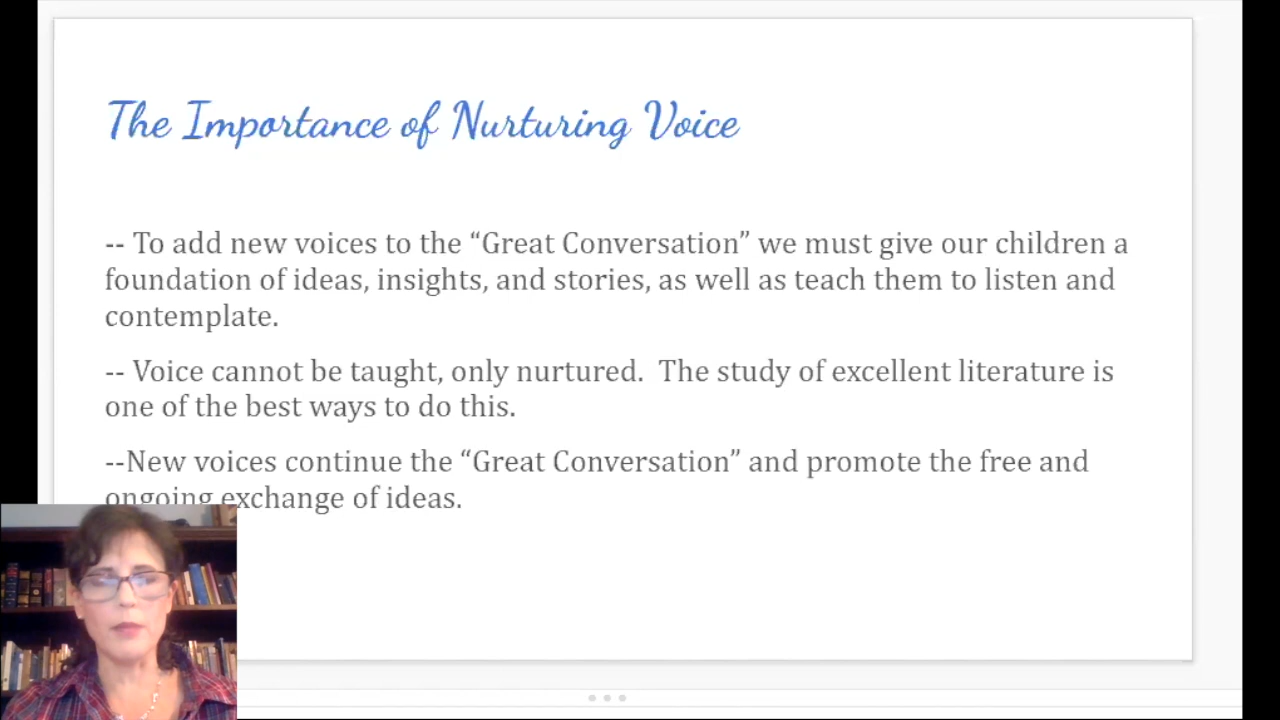 The Importance of Nurturing Voice
-- To add new voices to the “Great Conversation” we must give our children a
foundation of ideas, insights, and stories, as well as teach them to listen and
contemplate.
-- Voice cannot be taught, only nurtured.  The study of excellent literature is
one of the best ways to do this.
--New voices continue the “Great Conversation” and promote the free and
ongoing exchange of ideas.